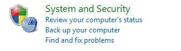 System and Security
Review your computer's status
Back up your computer
Find and fix problems